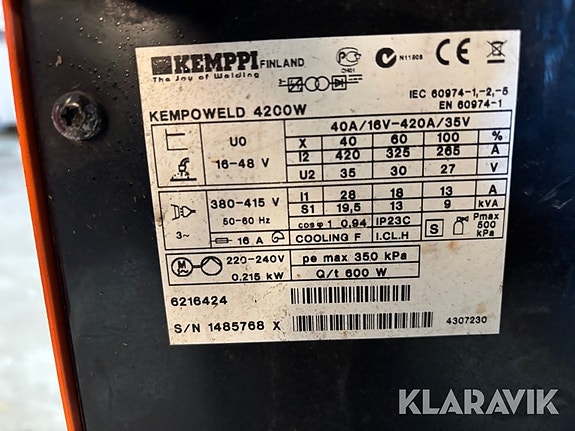 KEMPPI FINLAND
The Joy of Welding
N11908
IEC 60974-1,-2,-5
EN 60974-1
KEMPOWELD 4200W
40A/16V-420A/35V
U0 X 40 60 100 %
16-48 V I2 420 325 265 A
U2 35 30 27 V
380-415 V I1 28 18 13 A
50-60 Hz S1 19,5 13 9 kVA
3~ 16 A cosφ1 0.94 IP23C S Pmax 500 kPa
COOLING F I.CL.H
M 220-240V pe max 350 kPa
0.215 kW Q/t 600 W
6216424
S/N 1485768 X
4307230
KLARAVIK